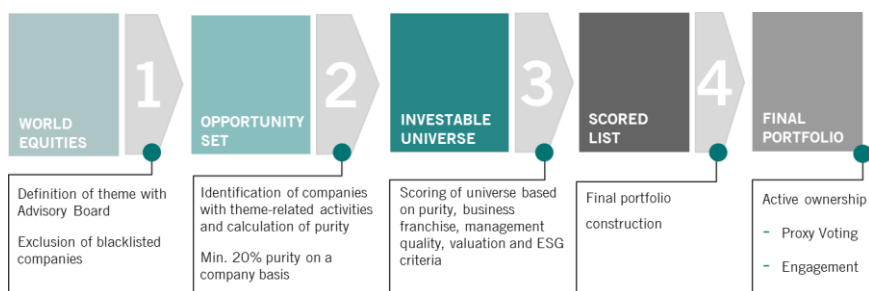 WORLD
EQUITIES
1
OPPORTUNITY
SET
2
INVESTABLE
UNIVERSE
3
SCORED
LIST
4
FINAL
PORTFOLIO
Definition of theme with
Advisory Board
Exclusion of blacklisted
companies
Identification of companies
with theme-related activities
and calculation of purity
Min. 20% purity on a
company basis
Scoring of universe based
on purity, business
franchise, management
quality, valuation and ESG
criteria
Final portfolio
construction
Active ownership
- Proxy Voting
- Engagement